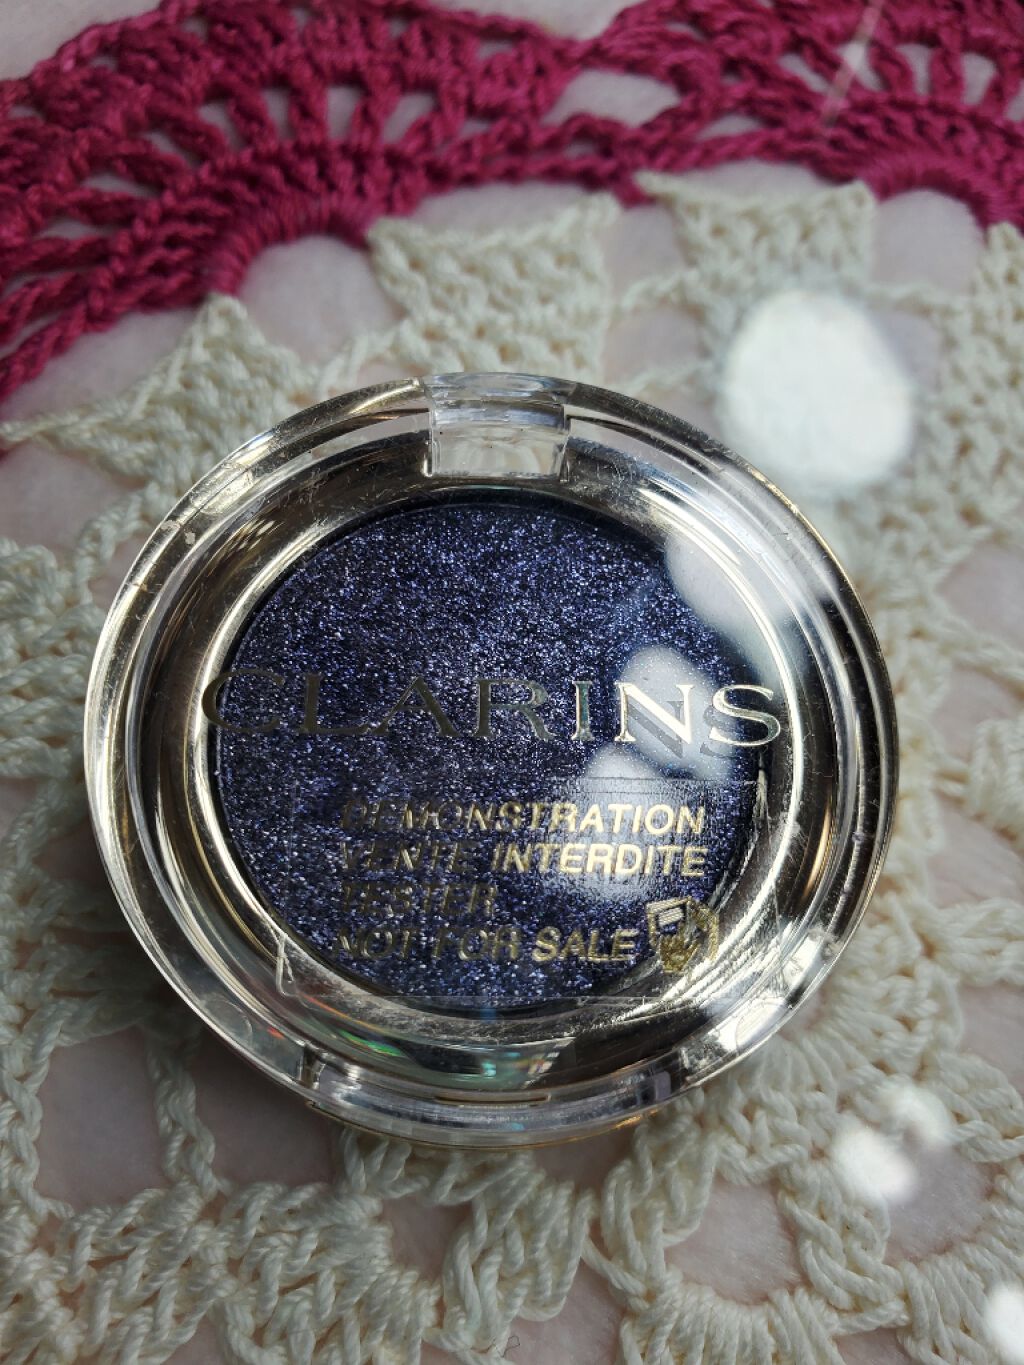 CLARINS
DEMONSTRATION
VENTE INTERDITE
TESTER
NOT FOR SALE